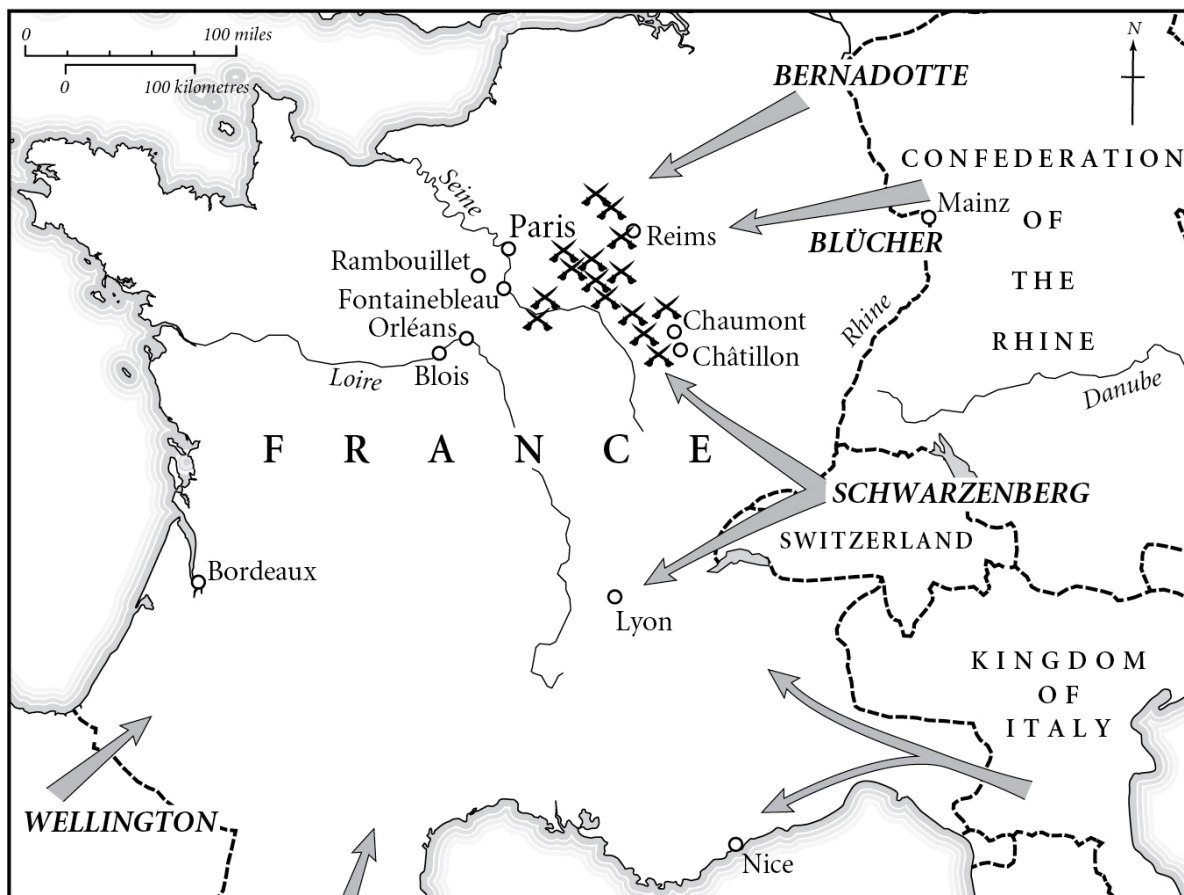 0 100 miles
0 100 kilometres
N
BERNADOTTE
CONFEDERATION
OF
THE
RHINE
Mainz
BLÜCHER
Seine
Paris
Reims
Rambouillet
Fontainebleau
Orléans
Blois
Loire
Chaumont
Châtillon
Rhine
Danube
FRANCE
SCHWARZENBERG
SWITZERLAND
Bordeaux
Lyon
KINGDOM
OF
ITALY
WELLINGTON
Nice